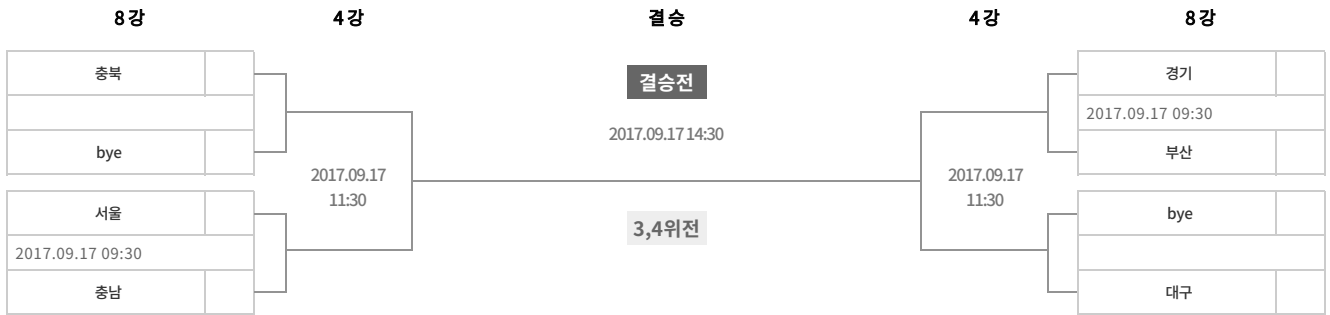 8강 4강 결승 4강 8강
충북
bye
서울
2017.09.17 09:30
충남
2017.09.17
11:30
결승전
2017.09.17 14:30
3,4위전
2017.09.17
11:30
경기
2017.09.17 09:30
부산
bye
대구